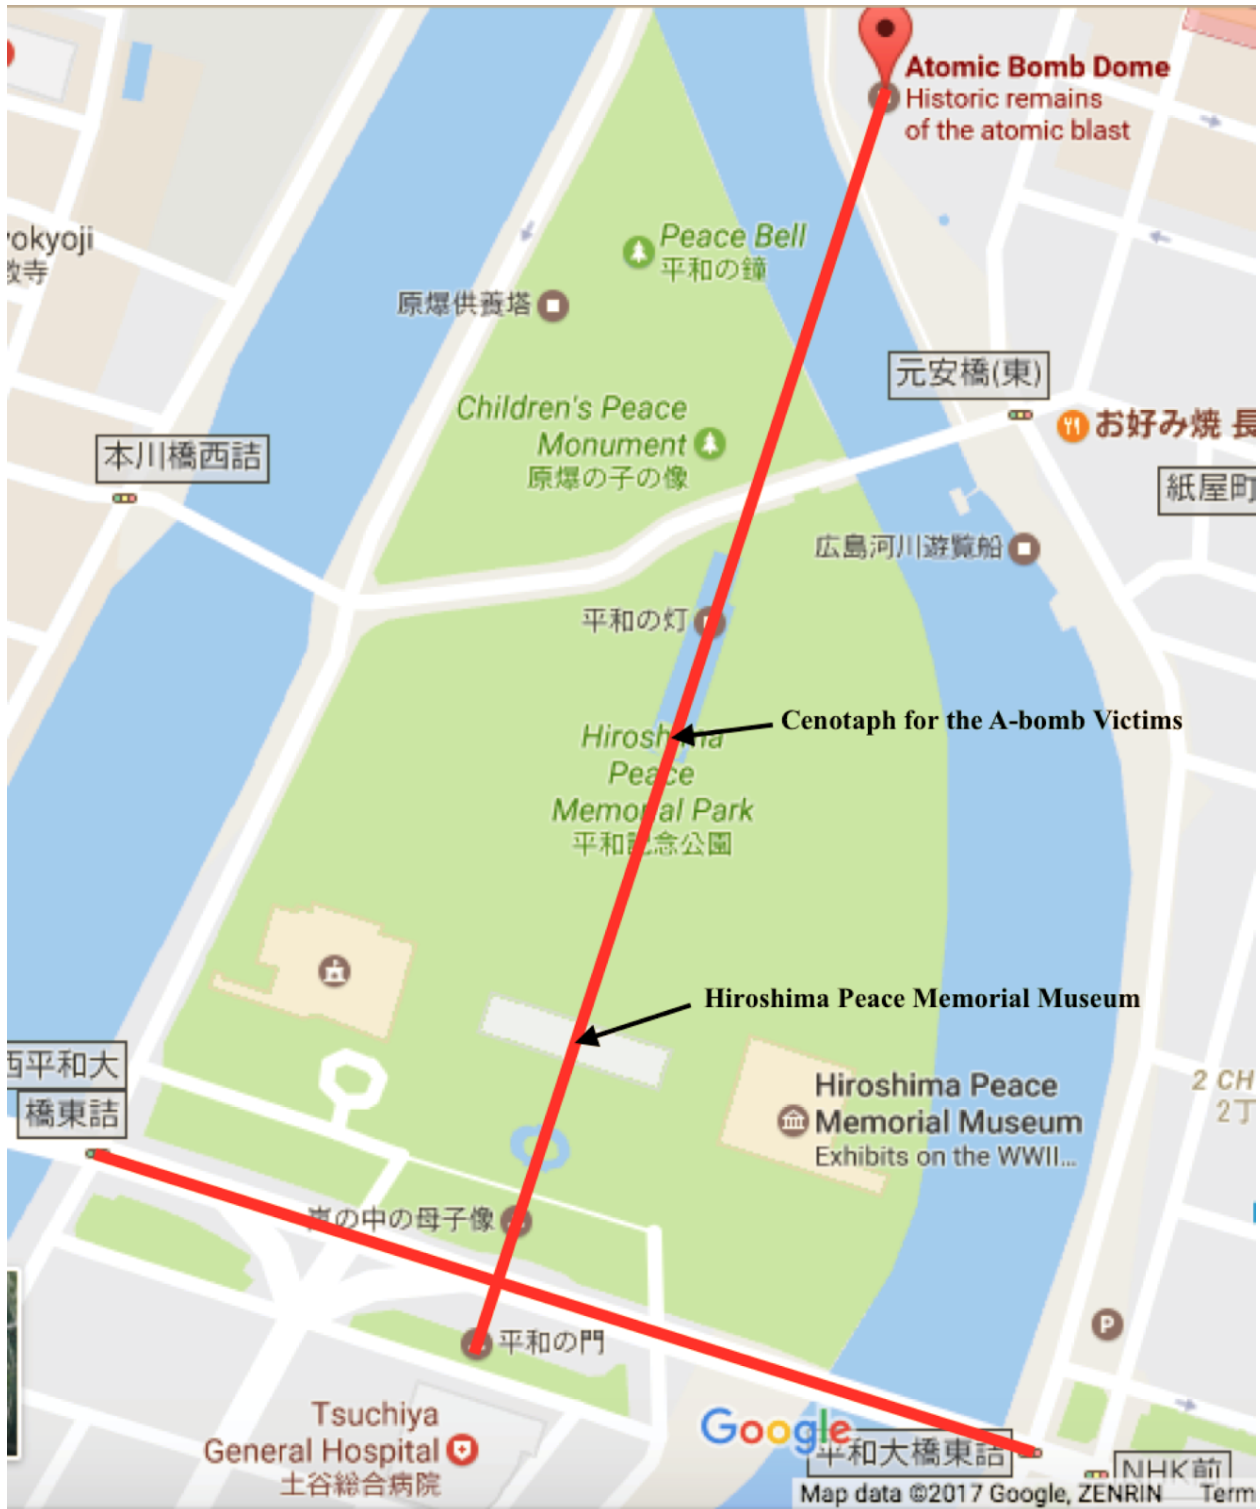 Atomic Bomb Dome
Historic remains
of the atomic blast
Peace Bell
平和の鐘
yokyoji
教寺
原爆供養塔
元安橋(東)
Children's Peace
Monument
原爆の子の像
お好み焼 長
本川橋西詰
紙屋町
広島河川遊覧船
平和の灯
Cenotaph for the A-bomb Victims
Hiroshima
Peace
Memorial Park
平和記念公園
Hiroshima Peace Memorial Museum
西平和大
橋東詰
Hiroshima Peace
Memorial Museum
Exhibits on the WWII...
2 CH
2丁
嵐の中の母子像
P
平和の門
Tsuchiya
General Hospital
土谷総合病院
Google
平和大橋東詰
NHK前
Map data ©2017 Google, ZENRIN Term